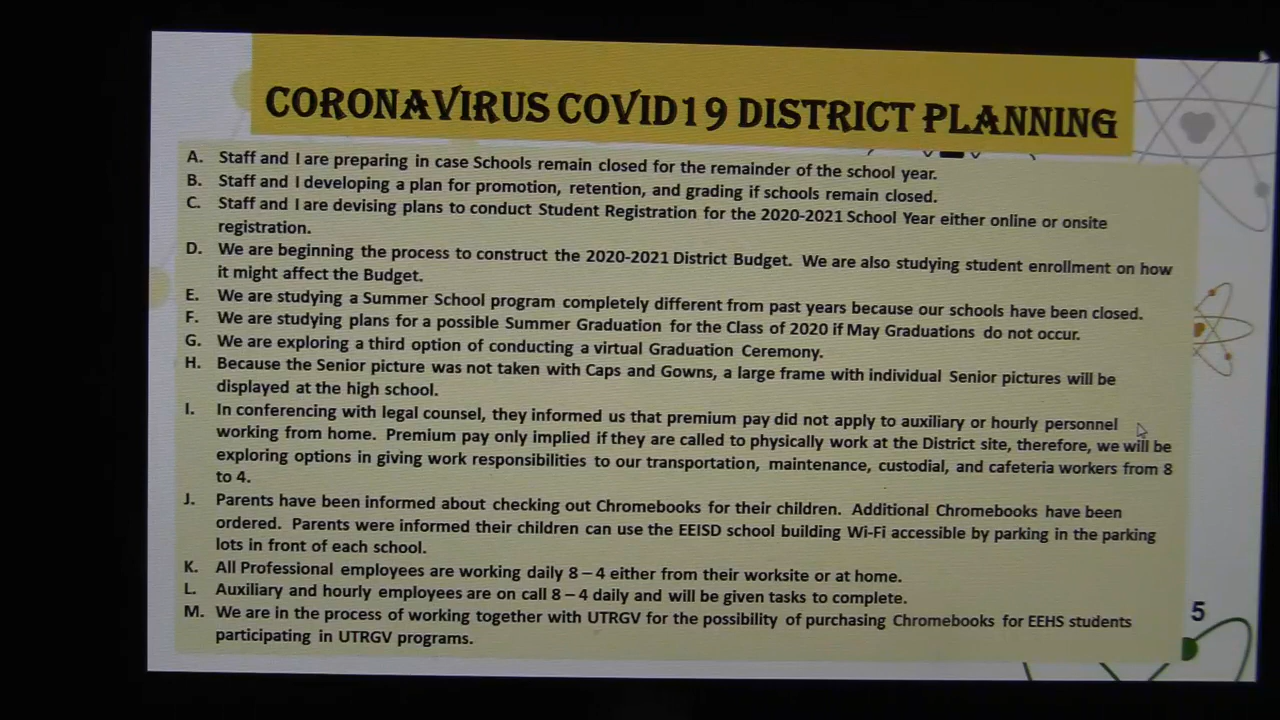 CORONAVIRUS COVID19 DISTRICT PLANNING
A. Staff and I are preparing in case Schools remain closed for the remainder of the school year.
B. Staff and I developing a plan for promotion, retention, and grading if schools remain closed.
C. Staff and I are devising plans to conduct Student Registration for the 2020-2021 School Year either online or onsite
registration.
D. We are beginning the process to construct the 2020-2021 District Budget. We are also studying student enrollment on how
it might affect the Budget.
E. We are studying a Summer School program completely different from past years because our schools have been closed.
F. We are studying plans for a possible Summer Graduation for the Class of 2020 if May Graduations do not occur.
G. We are exploring a third option of conducting a virtual Graduation Ceremony.
H. Because the Senior picture was not taken with Caps and Gowns, a large frame with individual Senior pictures will be
displayed at the high school.
I. In conferencing with legal counsel, they informed us that premium pay did not apply to auxiliary or hourly personnel
working from home. Premium pay only implied if they are called to physically work at the District site, therefore, we will be
exploring options in giving work responsibilities to our transportation, maintenance, custodial, and cafeteria workers from 8
to 4.
J. Parents have been informed about checking out Chromebooks for their children. Additional Chromebooks have been
ordered. Parents were informed their children can use the EEISD school building Wi-Fi accessible by parking in the parking
lots in front of each school.
K. All Professional employees are working daily 8 – 4 either from their worksite or at home.
L. Auxiliary and hourly employees are on call 8 – 4 daily and will be given tasks to complete.
M. We are in the process of working together with UTRGV for the possibility of purchasing Chromebooks for EEHS students
participating in UTRGV programs.
5